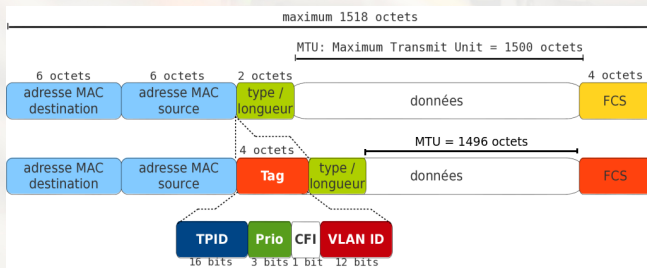 maximum 1518 octets
MTU: Maximum Transmit Unit = 1500 octets
6 octets 6 octets 2 octets 4 octets
adresse MAC destination adresse MAC source type / longueur données FCS
4 octets MTU = 1496 octets
adresse MAC destination adresse MAC source Tag type / longueur données FCS
TPID Prio CFI VLAN ID
16 bits 3 bits 1 bit 12 bits